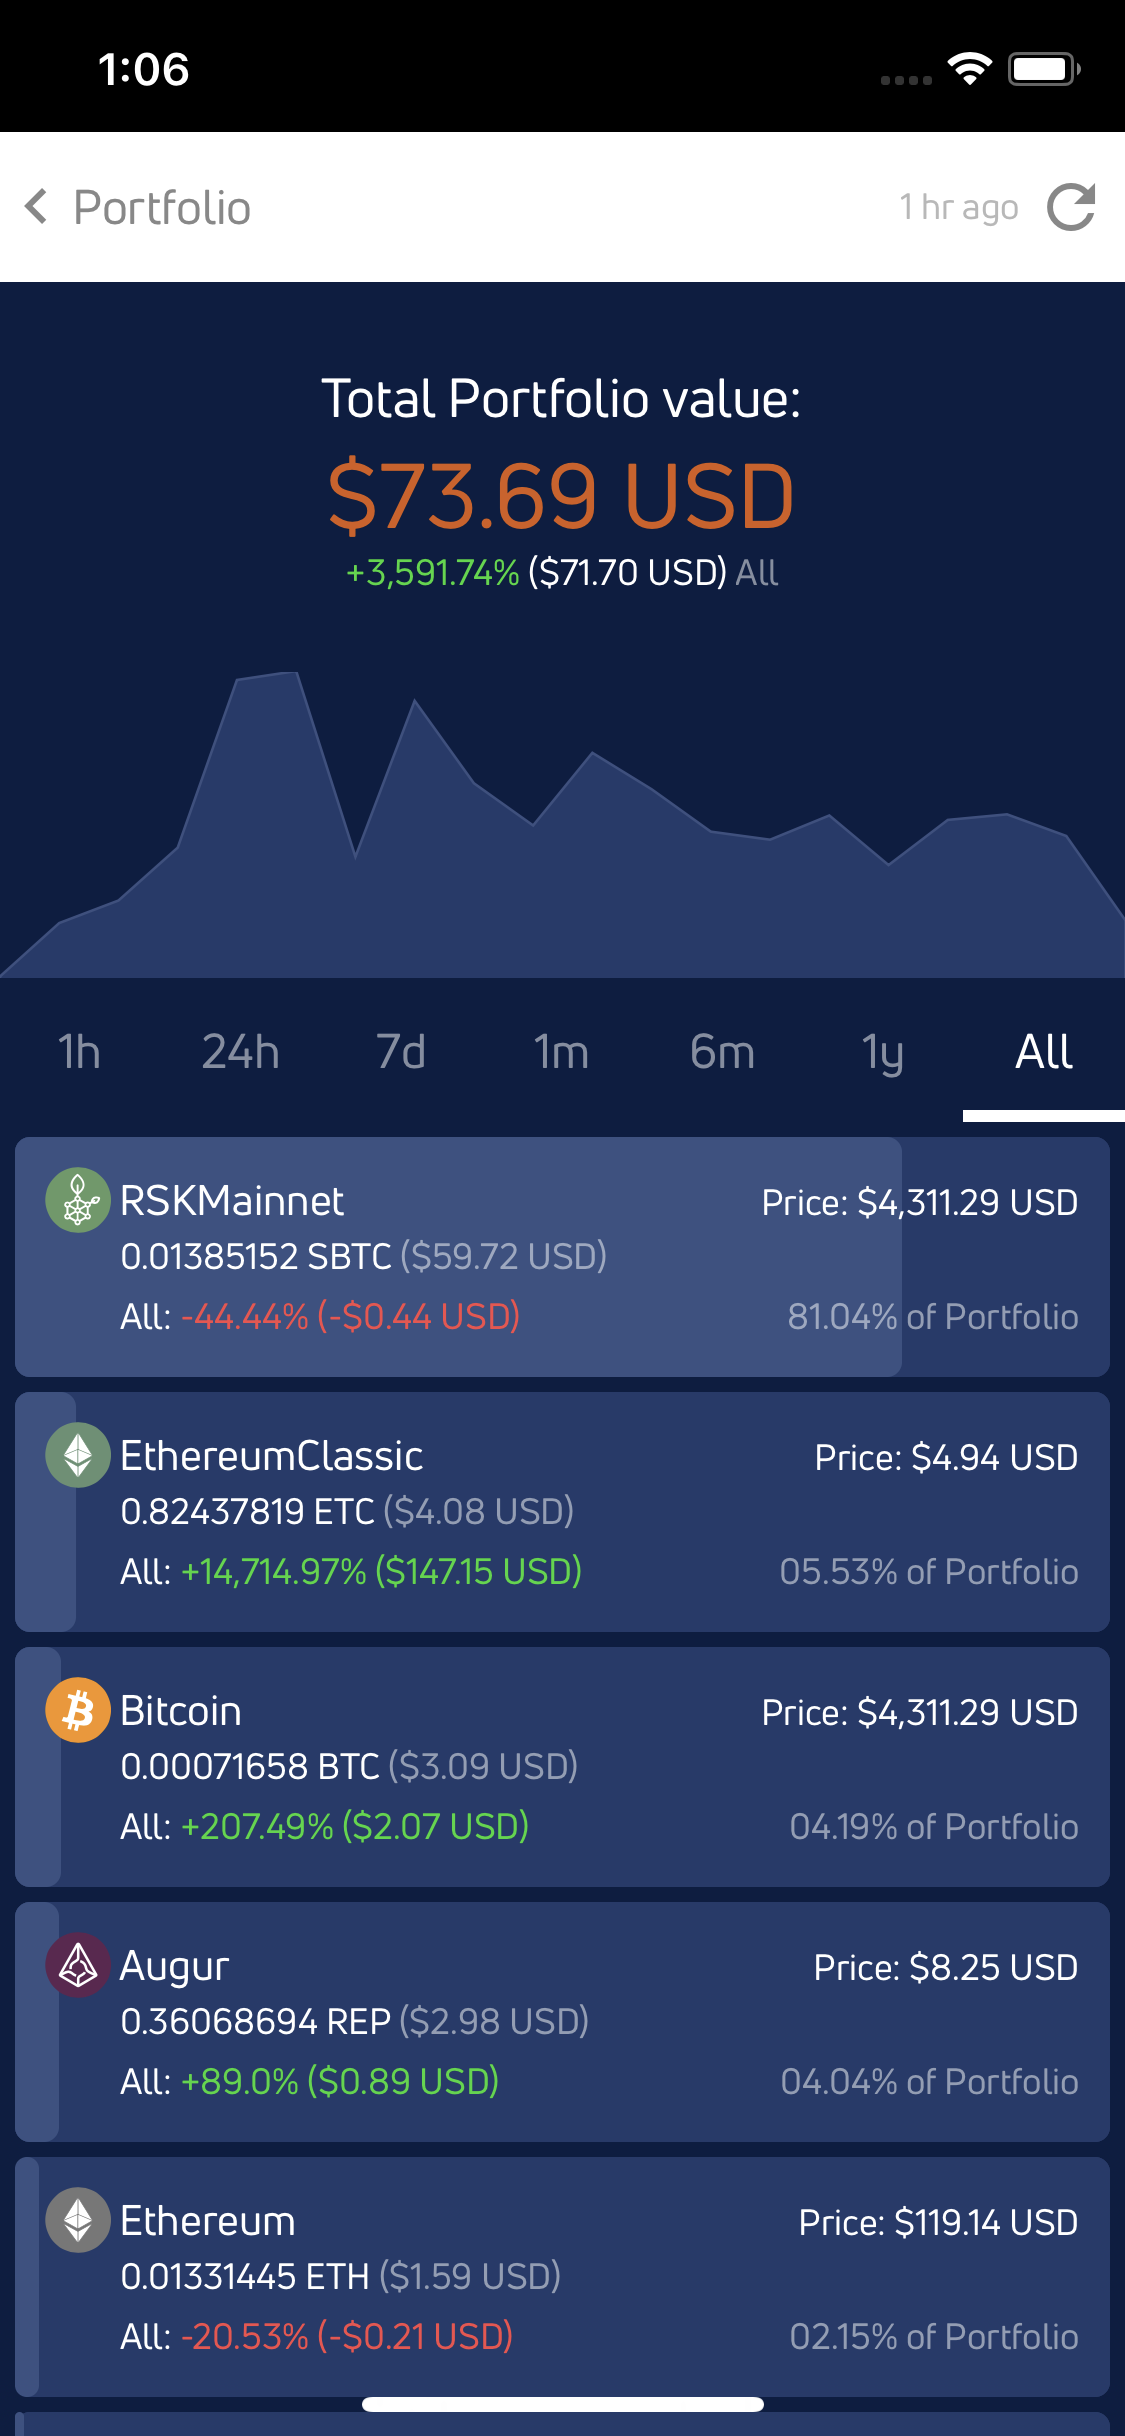 1:06
Portfolio 1 hr ago
Total Portfolio value:
$73.69 USD
+3,591.74% ($71.70 USD) All
1h 24h 7d 1m 6m 1y All
RSKMainnet Price: $4,311.29 USD
0.01385152 SBTC ($59.72 USD)
All: -44.44% (-$0.44 USD) 81.04% of Portfolio
EthereumClassic Price: $4.94 USD
0.82437819 ETC ($4.08 USD)
All: +14,714.97% ($147.15 USD) 05.53% of Portfolio
Bitcoin Price: $4,311.29 USD
0.00071658 BTC ($3.09 USD)
All: +207.49% ($2.07 USD) 04.19% of Portfolio
Augur Price: $8.25 USD
0.36068694 REP ($2.98 USD)
All: +89.0% ($0.89 USD) 04.04% of Portfolio
Ethereum Price: $119.14 USD
0.01331445 ETH ($1.59 USD)
All: -20.53% (-$0.21 USD) 02.15% of Portfolio